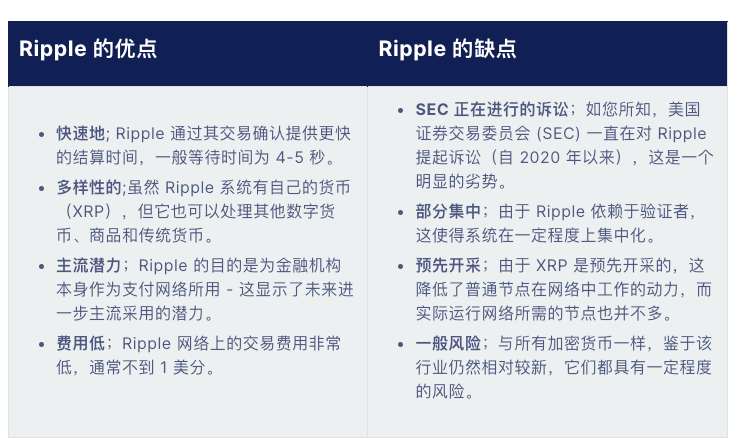 Ripple 的优点
Ripple 的缺点
快速地; Ripple 通过其交易确认提供更快
的结算时间，一般等待时间为 4-5 秒。
多样性的;虽然 Ripple 系统有自己的货币
（XRP），但它也可以处理其他数字货
币、商品和传统货币。
主流潜力；Ripple 的目的是为金融机构
本身作为支付网络所用 - 这显示了未来进
一步主流采用的潜力。
费用低；Ripple 网络上的交易费用非常
低，通常不到 1 美分。
SEC 正在进行的诉讼；如您所知，美国
证券交易委员会 (SEC) 一直在对 Ripple
提起诉讼（自 2020 年以来），这是一个
明显的劣势。
部分集中；由于 Ripple 依赖于验证者，
这使得系统在一定程度上集中化。
预先开采；由于 XRP 是预先开采的，这
降低了普通节点在网络中工作的动力，而
实际运行网络所需的节点也并不多。
一般风险；与所有加密货币一样，鉴于该
行业仍然相对较新，它们都具有一定程度
的风险。